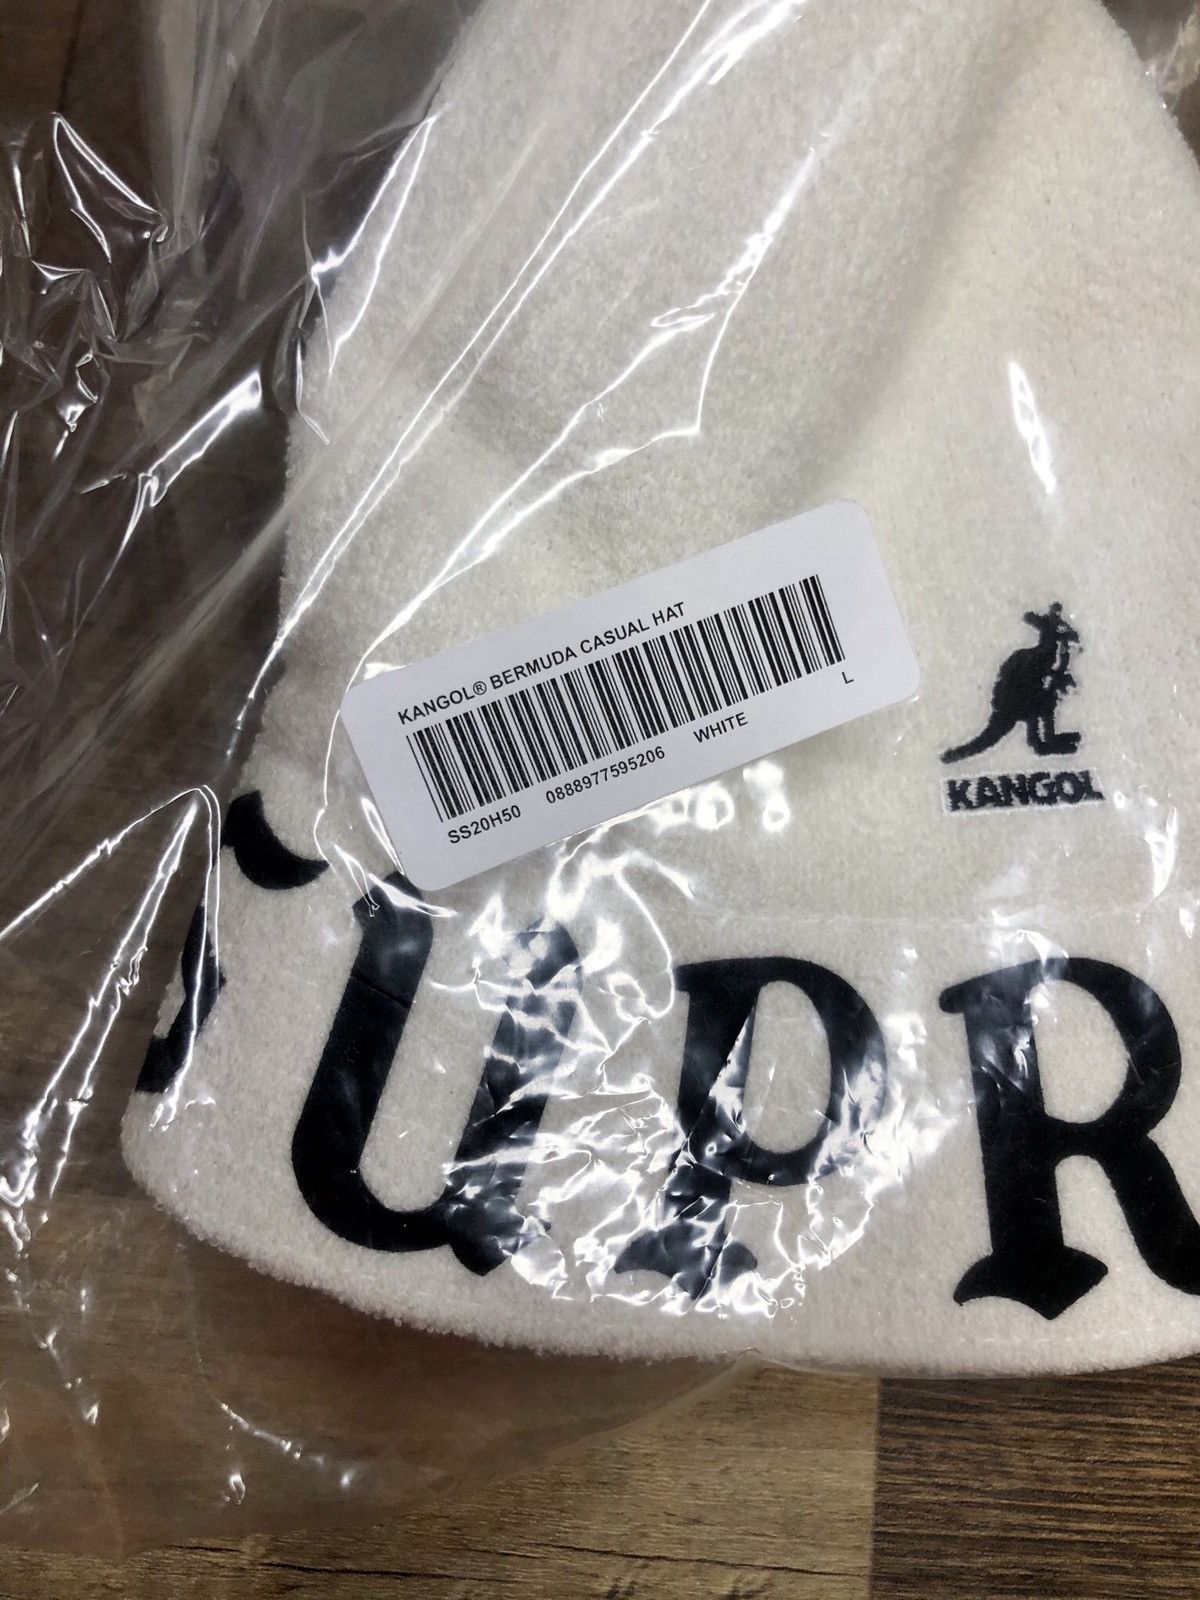 KANGOL® BERMUDA CASUAL HAT
L
SS20H50 0888977595206 WHITE
KANGOL
UPR